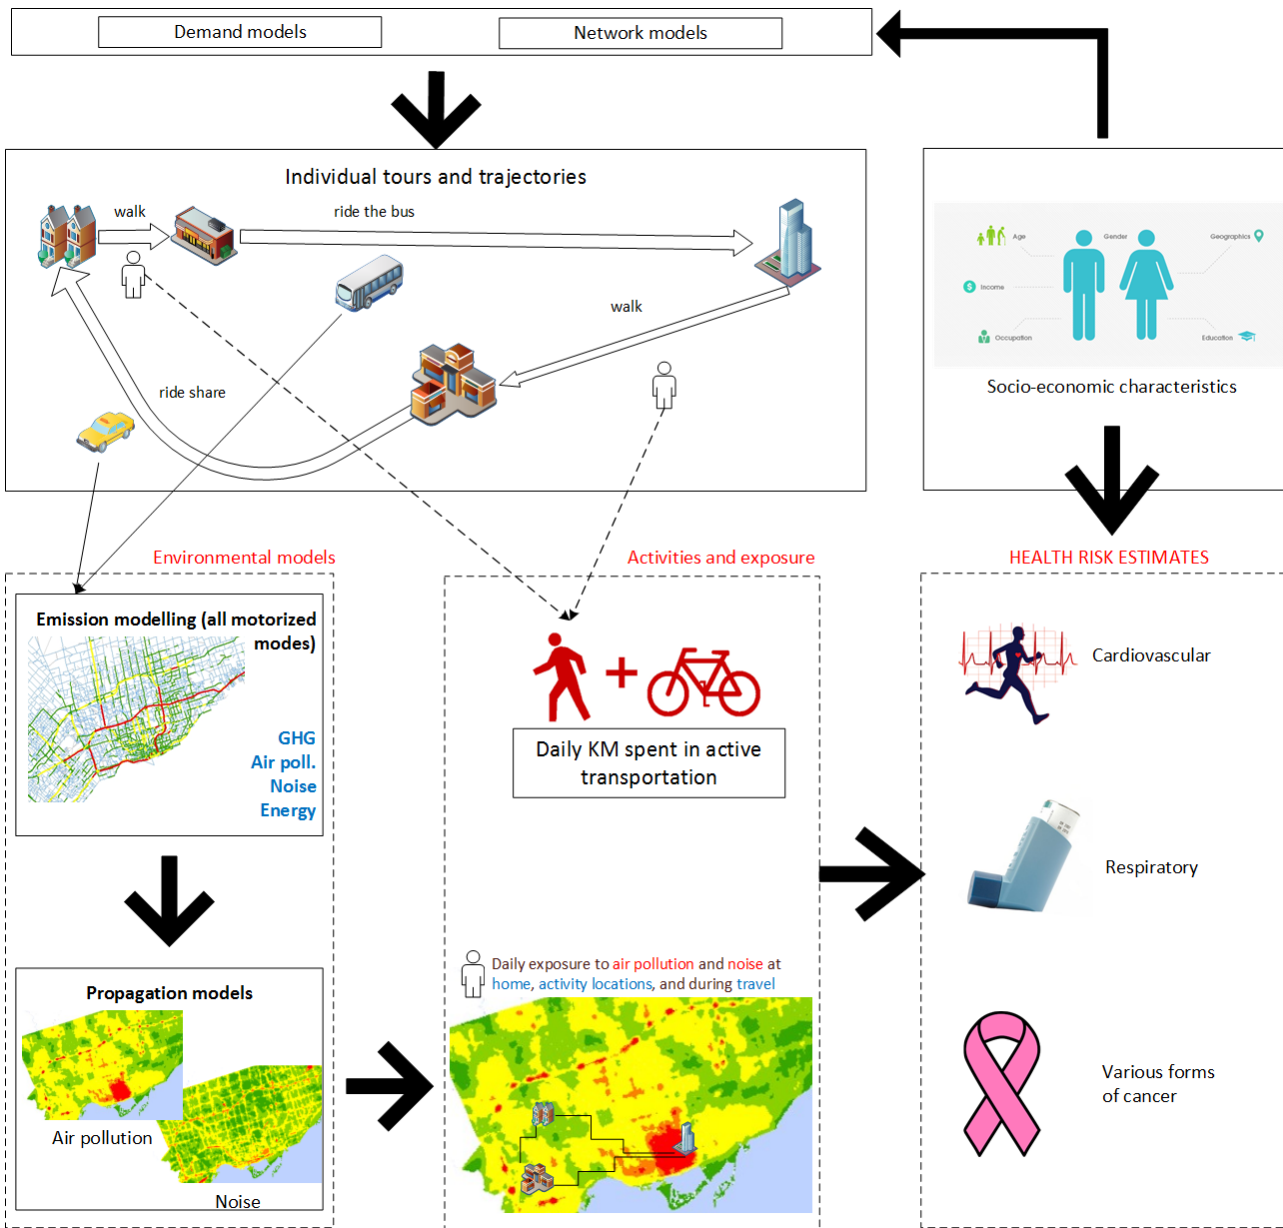 Demand models
Network models
Individual tours and trajectories
walk
ride the bus
walk
ride share
Age
Gender
Geographics
Income
Occupation
Education
Socio-economic characteristics
Environmental models
Activities and exposure
HEALTH RISK ESTIMATES
Emission modelling (all motorized
modes)
GHG
Air poll.
Noise
Energy
Daily KM spent in active
transportation
Cardiovascular
Respiratory
Propagation models
Air pollution
Noise
Daily exposure to air pollution and noise at
home, activity locations, and during travel
Various forms
of cancer